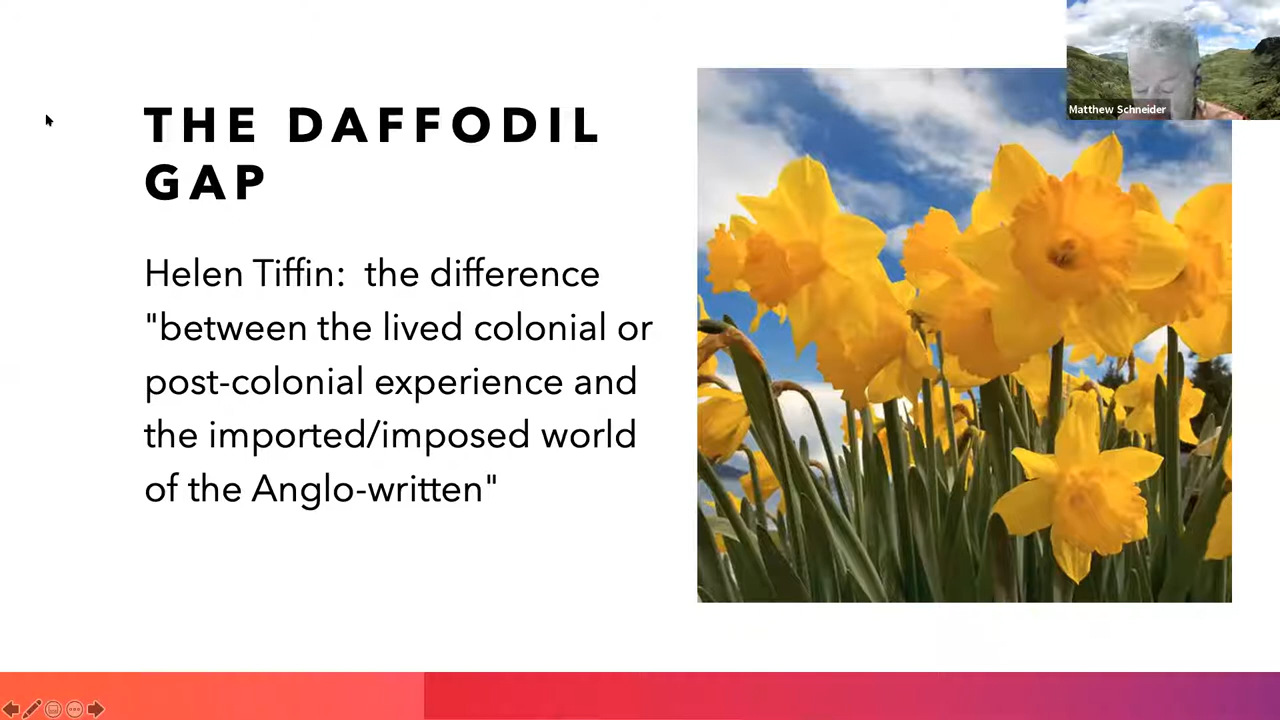 THE DAFFODIL
GAP
Helen Tiffin:  the difference
"between the lived colonial or
post-colonial experience and
the imported/imposed world
of the Anglo-written"
Matthew Schneider